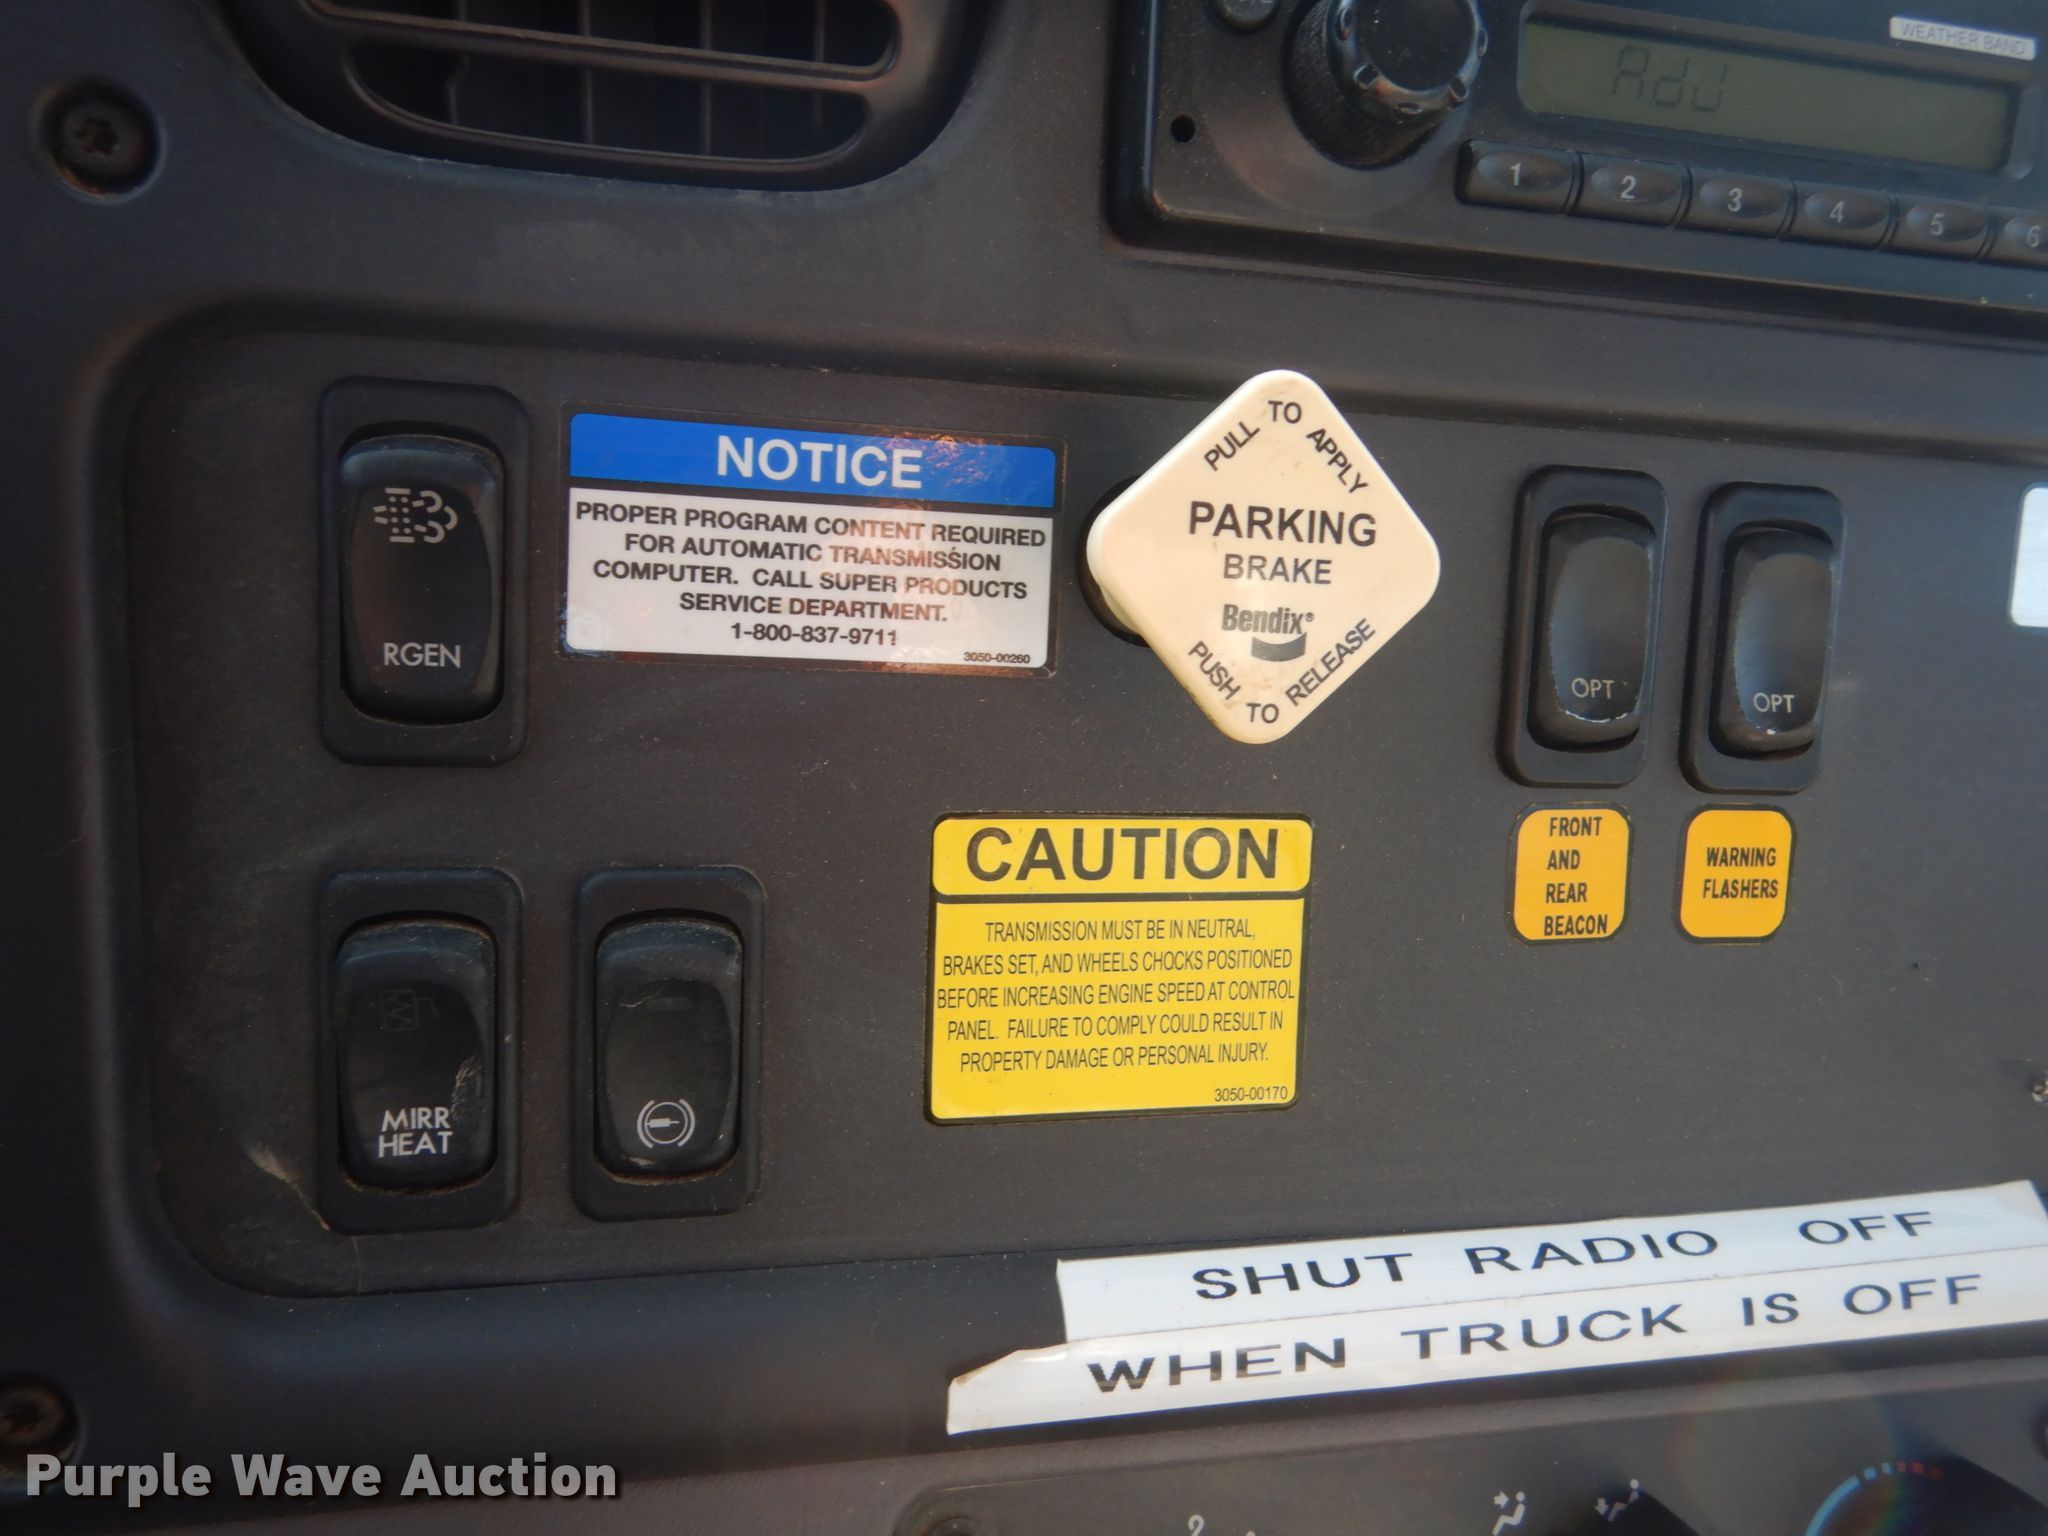 WEATHER BAND
AdJ
1 2 3 4 5 6
RGEN
NOTICE
PROPER PROGRAM CONTENT REQUIRED
FOR AUTOMATIC TRANSMISSION
COMPUTER. CALL SUPER PRODUCTS
SERVICE DEPARTMENT.
1-800-837-9711
3050-00260
PULL TO APPLY
PARKING
BRAKE
Bendix®
PUSH TO RELEASE
OPT
OPT
FRONT
AND
REAR
BEACON
WARNING
FLASHERS
MIRR
HEAT
CAUTION
TRANSMISSION MUST BE IN NEUTRAL,
BRAKES SET, AND WHEELS CHOCKS POSITIONED
BEFORE INCREASING ENGINE SPEED AT CONTROL
PANEL. FAILURE TO COMPLY COULD RESULT IN
PROPERTY DAMAGE OR PERSONAL INJURY.
3050-00170
SHUT RADIO OFF
WHEN TRUCK IS OFF
Purple Wave Auction